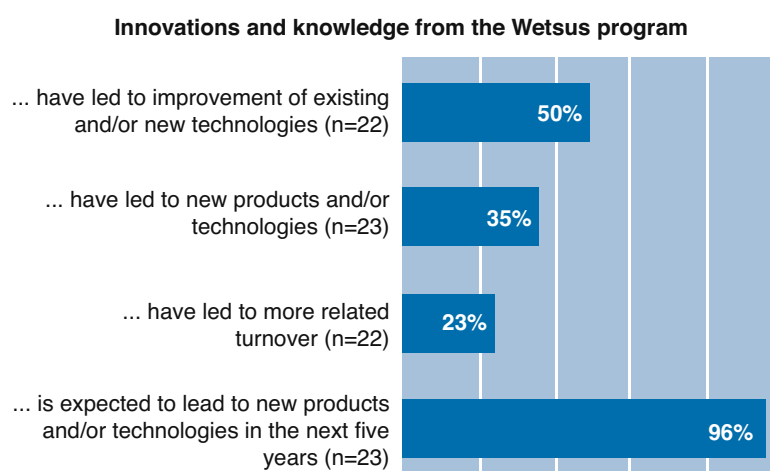 Innovations and knowledge from the Wetsus program
... have led to improvement of existing
and/or new technologies (n=22)
50%
... have led to new products and/or
technologies (n=23)
35%
... have led to more related
turnover (n=22)
23%
... is expected to lead to new products
and/or technologies in the next five
years (n=23)
96%